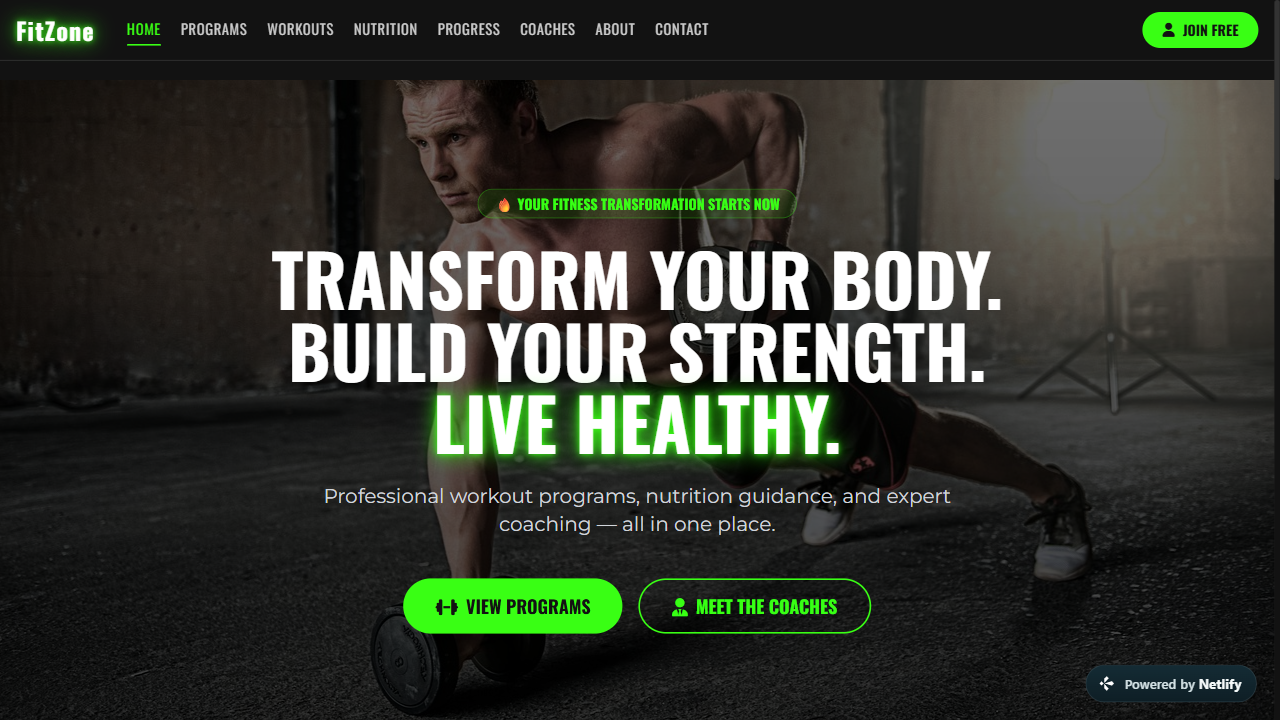 FitZone
HOME PROGRAMS WORKOUTS NUTRITION PROGRESS COACHES ABOUT CONTACT
JOIN FREE
🔥 YOUR FITNESS TRANSFORMATION STARTS NOW
TRANSFORM YOUR BODY.
BUILD YOUR STRENGTH.
LIVE HEALTHY.
Professional workout programs, nutrition guidance, and expert
coaching — all in one place.
VIEW PROGRAMS
MEET THE COACHES
Powered by Netlify